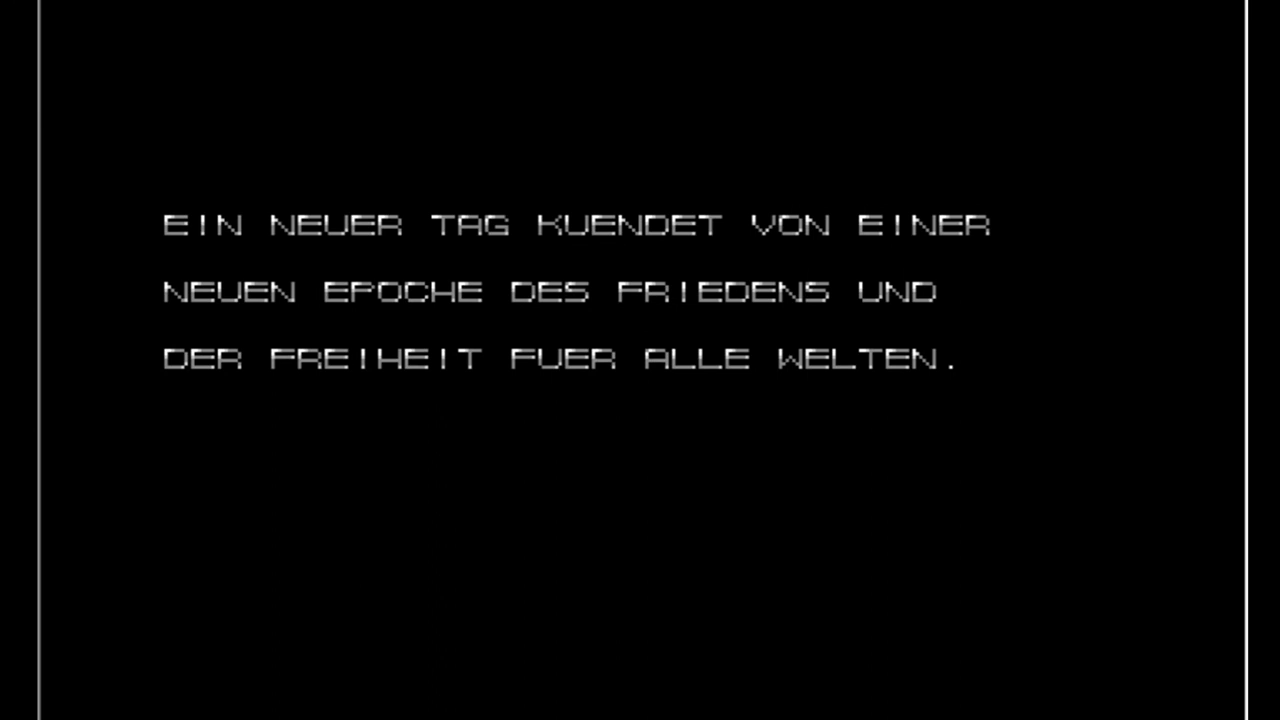 EIN NEUER TAG KUENDET VON EINER
NEUEN EPOCHE DES FRIEDENS UND
DER FREIHEIT FUER ALLE WELTEN.